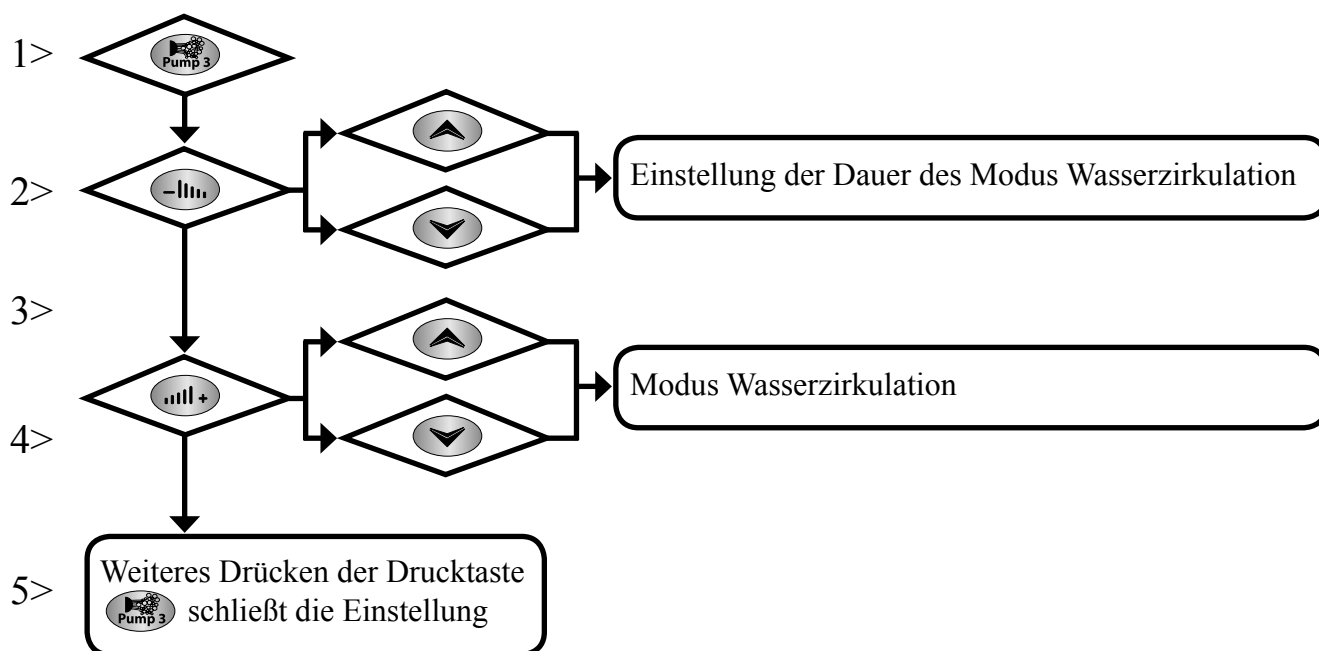 1>
Pump 3
2>
Einstellung der Dauer des Modus Wasserzirkulation
3>
Modus Wasserzirkulation
4>
5>
Weiteres Drücken der Drucktaste
Pump 3 schließt die Einstellung